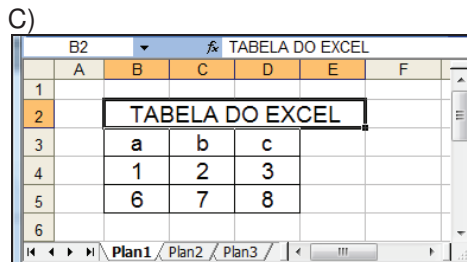 C)
B2 fx TABELA DO EXCEL
A B C D E F
1
2 TABELA DO EXCEL
3 a b c
4 1 2 3
5 6 7 8
6
Plan1 Plan2 Plan3